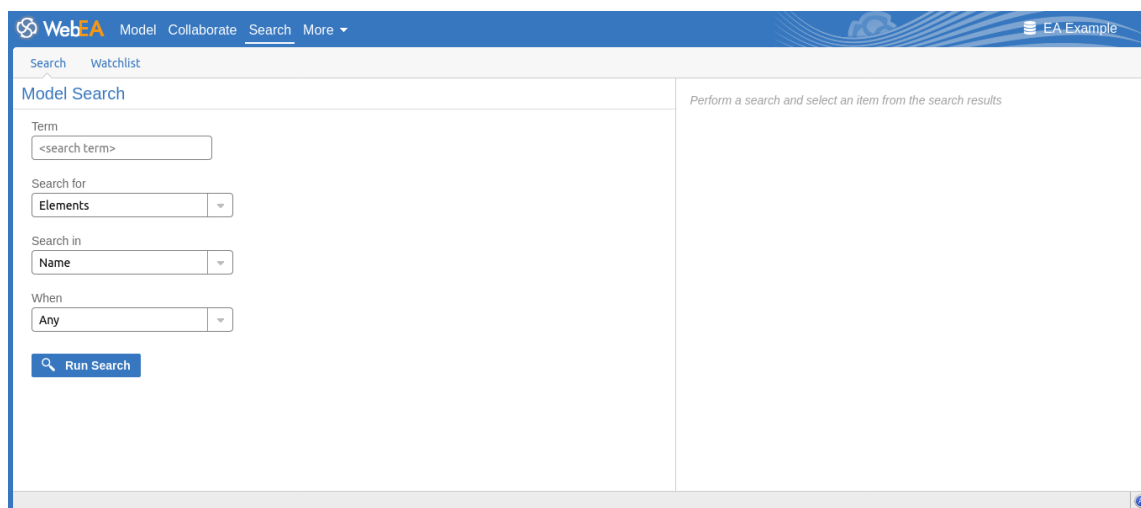 WebEA Model Collaborate Search More EA Example
Search Watchlist
Model Search
Perform a search and select an item from the search results
Term
<search term>
Search for
Elements
Search in
Name
When
Any
Run Search